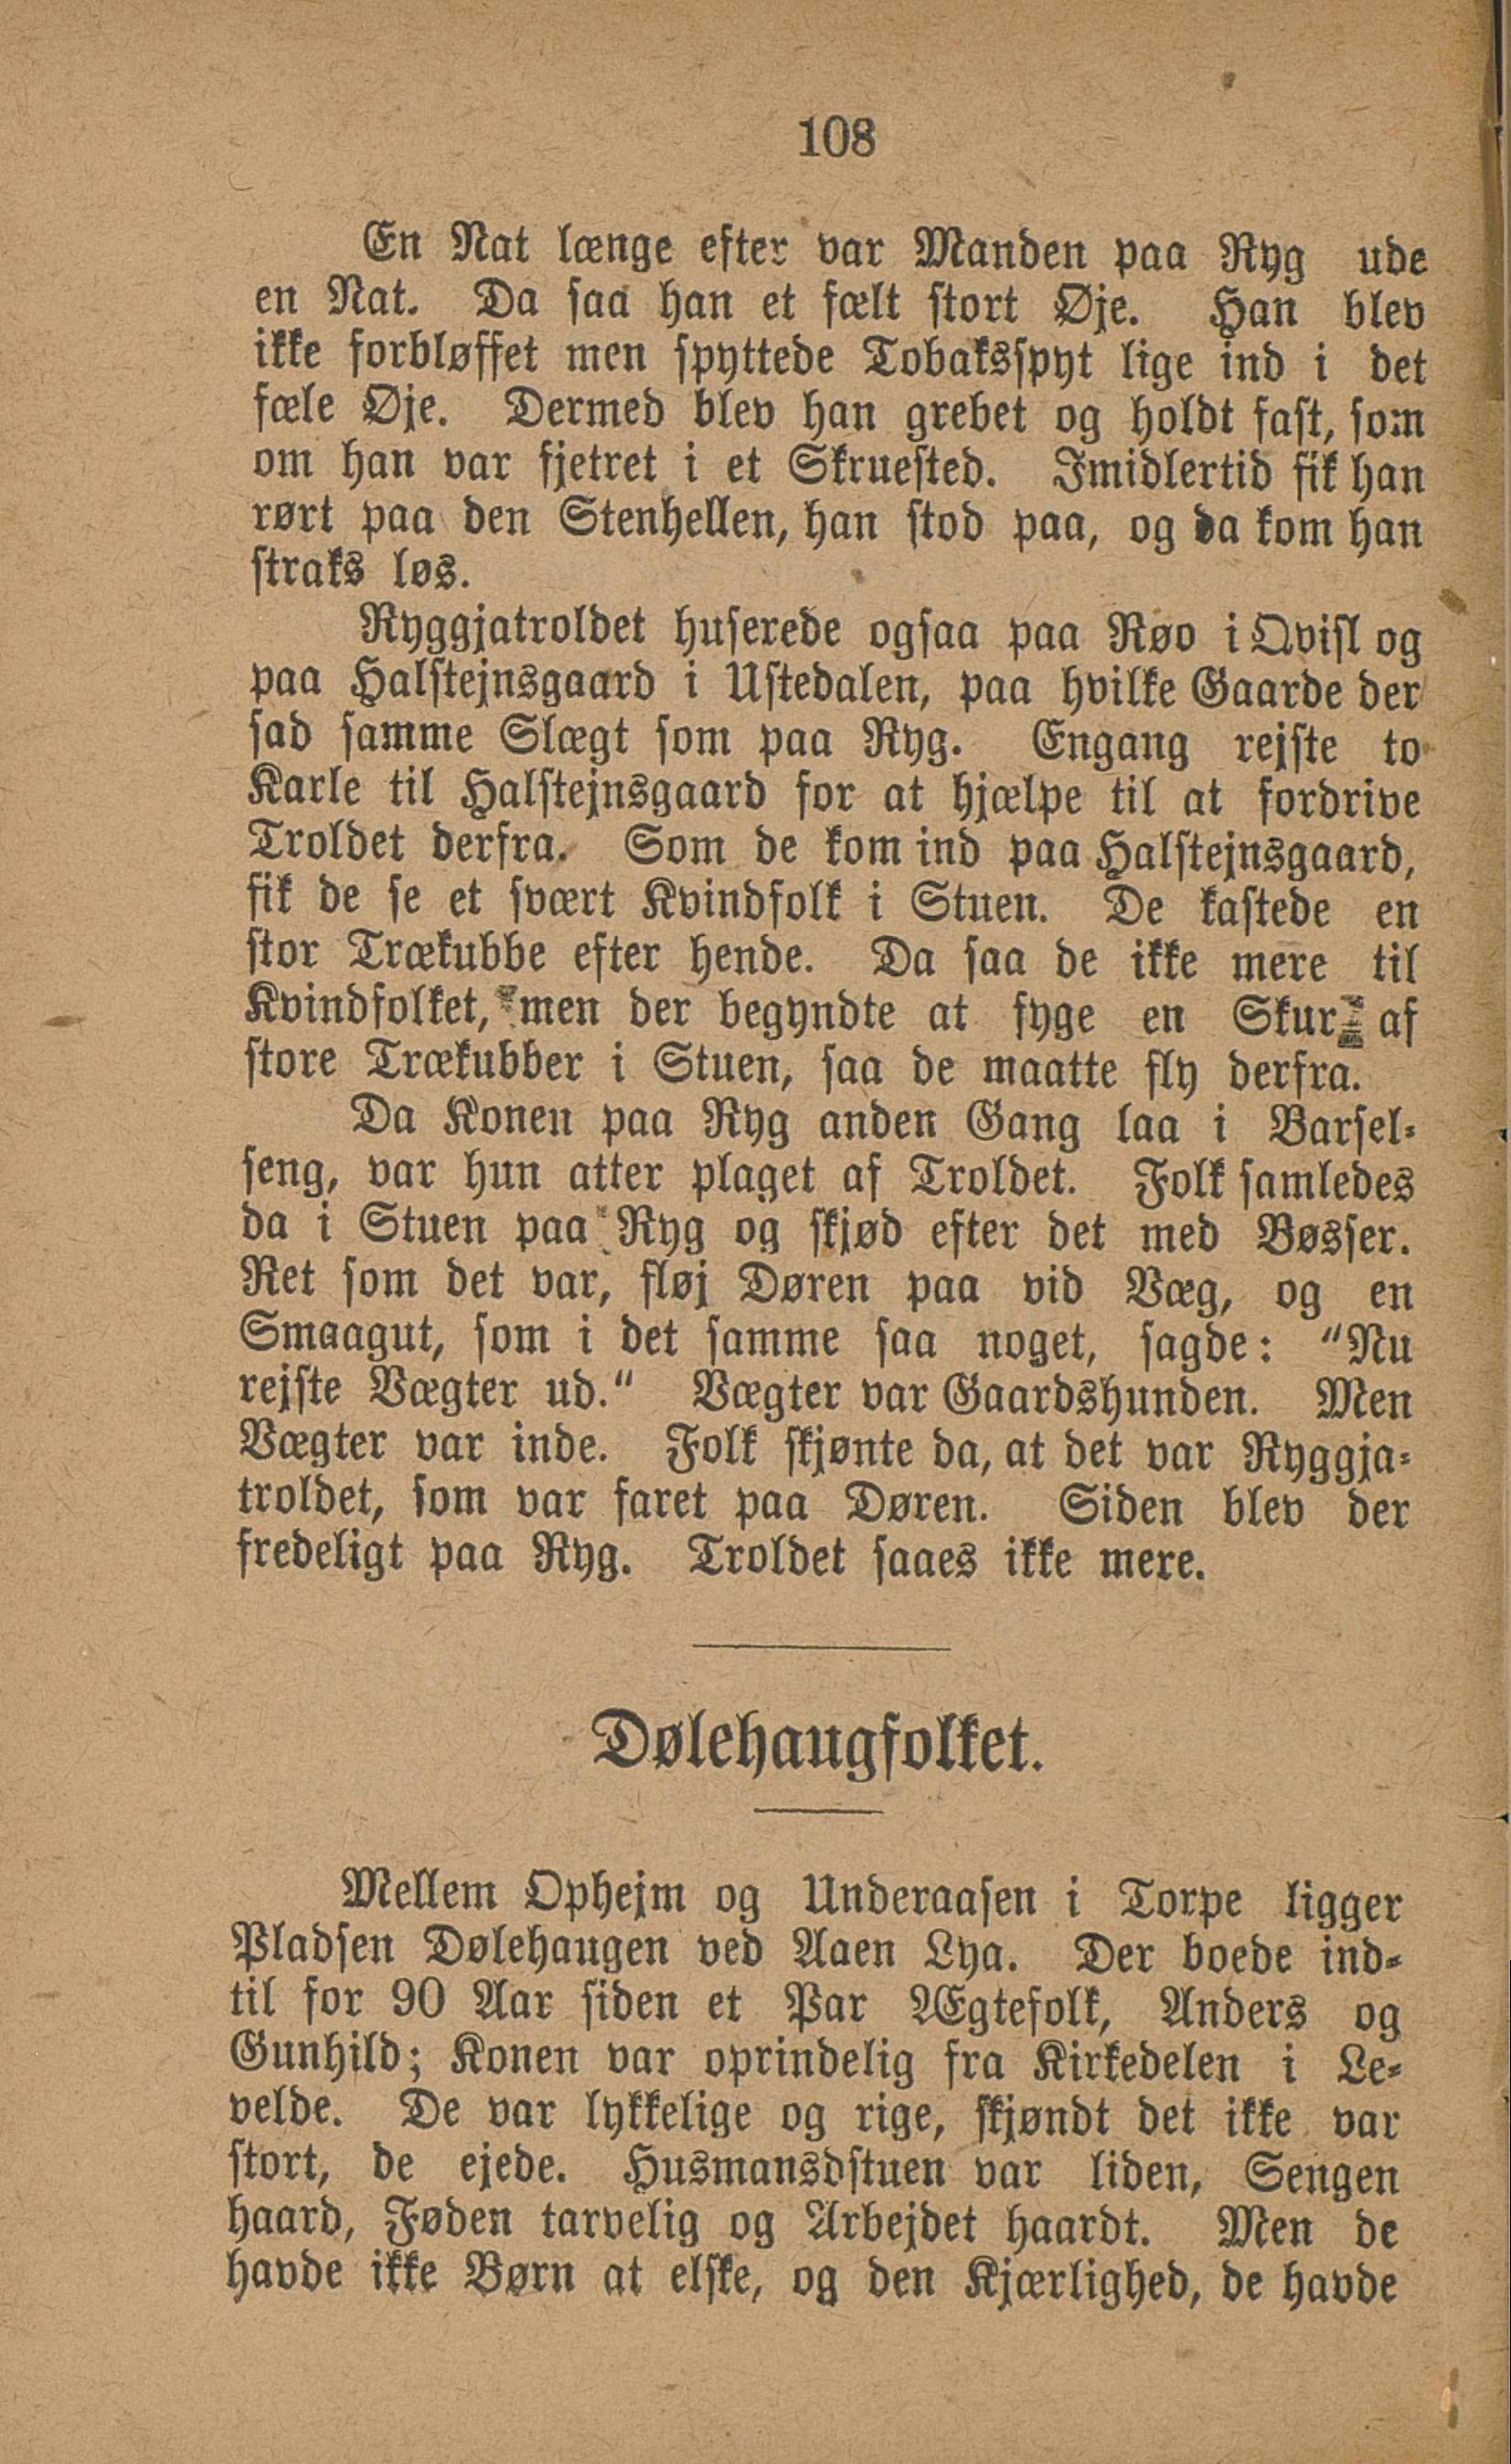 108
En Nat længe efter var Manden paa Ryg ude
en Nat. Da saa han et fælt stort Øje. Han blev
ikke forbløffet men spyttede Tobaksspyt lige ind i det
fæle Øje. Dermed blev han grebet og holdt fast, som
om han var fjetret i et Skruested. Imidlertid fik han
rørt paa den Stenhellen, han stod paa, og da kom han
straks løs.
Ryggjatroldet huserede ogsaa paa Røo i Qvisl og
paa Halstejnsgaard i Ustedalen, paa hvilke Gaarde der
sad samme Slægt som paa Ryg. Engang rejste to
Karle til Halstejnsgaard for at hjælpe til at fordrive
Troldet derfra. Som de kom ind paa Halstejnsgaard,
fik de se et svært Kvindfolk i Stuen. De kastede en
stor Trækubbe efter hende. Da saa de ikke mere til
Kvindfolket, men der begyndte at fyge en Skur af
store Trækubber i Stuen, saa de maatte fly derfra.
Da Konen paa Ryg anden Gang laa i Barsel-
seng, var hun atter plaget af Troldet. Folk samledes
da i Stuen paa Ryg og skjød efter det med Bøsser.
Ret som det var, fløj Døren paa vid Væg, og en
Smaagut, som i det samme saa noget, sagde: "Nu
rejste Vægter ud." Vægter var Gaardshunden. Men
Vægter var inde. Folk skjønte da, at det var Ryggja-
troldet, som var faret paa Døren. Siden blev der
fredeligt paa Ryg. Troldet saaes ikke mere.
Dølehaugfolket.
Mellem Ophejm og Underaasen i Torpe ligger
Pladsen Dølehaugen ved Aaen Lya. Der boede ind-
til for 90 Aar siden et Par Ægtefolk, Anders og
Gunhild; Konen var oprindelig fra Kirkedelen i Le-
velde. De var lykkelige og rige, skjøndt det ikke var
stort, de ejede. Husmansdstuen var liden, Sengen
haard, Føden tarvelig og Arbejdet haardt. Men de
havde ikke Børn at elske, og den Kjærlighed, de havde